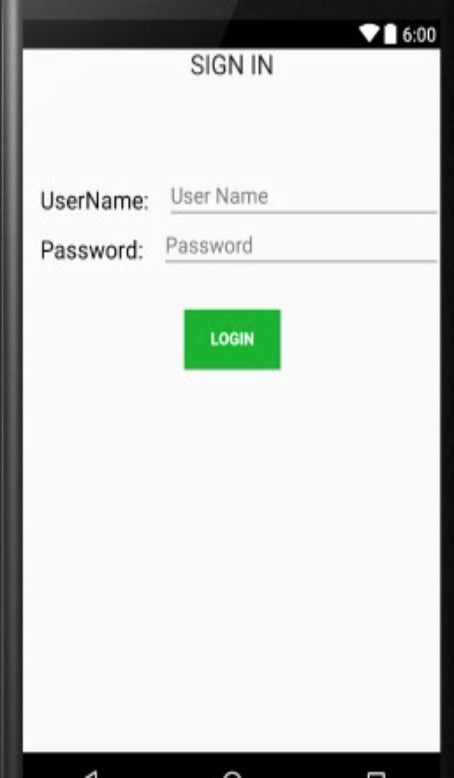 6:00
SIGN IN
UserName: User Name
Password: Password
LOGIN